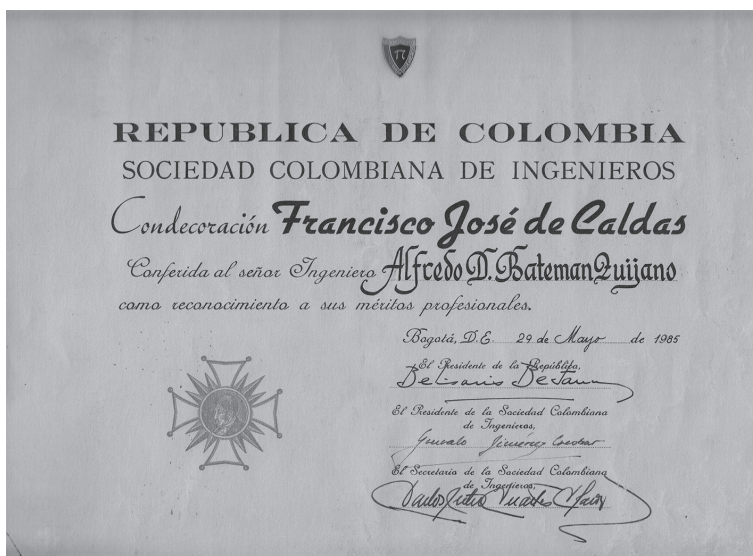 REPUBLICA DE COLOMBIA
SOCIEDAD COLOMBIANA DE INGENIEROS
Condecoración Francisco José de Caldas
Conferida al señor Ingeniero Alfredo D. Bateman Quijano
como reconocimiento a sus méritos profesionales.
Bogotá, D.E. 29 de Mayo de 1985
El Presidente de la República,
El Presidente de la Sociedad Colombiana
de Ingenieros,
Gonzalo Jiménez
El Secretario de la Sociedad Colombiana
de Ingenieros,